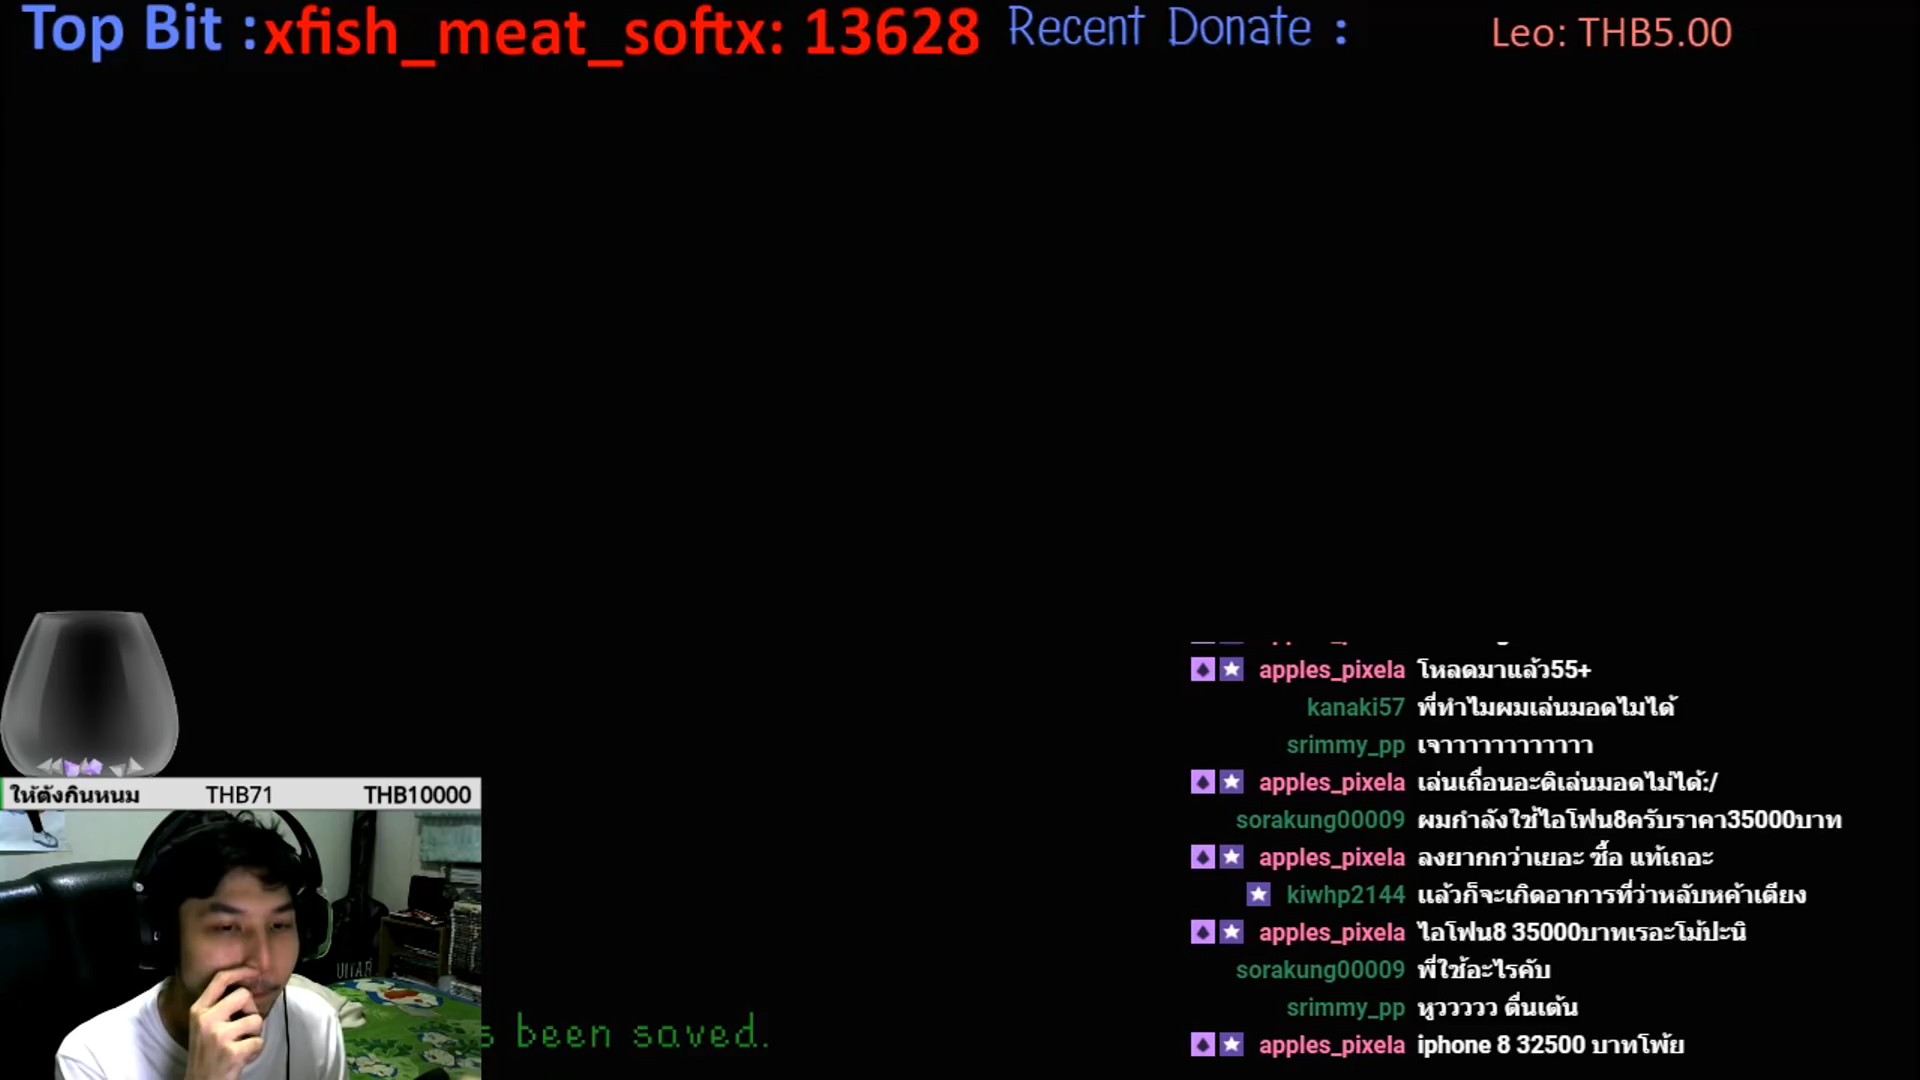 Top Bit :xfish_meat_softx: 13628
Recent Donate :
Leo: THB5.00
apples_pixela โหลดมาแล้ว55+
kanaki57 พี่ทำไมผมเล่นมอดไมได้
srimmy_pp เจาาาาาาาาาาาา
apples_pixela เล่นเถื่อนอะดิเล่นมอดไม่ได้:/
sorakung00009 ผมกำลังใช้ไอโฟน8ครับราคา35000บาท
apples_pixela ลงยากกว่าเยอะ ซื้อ แท้เถอะ
kiwhp2144 แล้วก็จะเกิดอาการที่ว่าหลับหค้าเตียง
apples_pixela ไอโฟน8 35000บาทเรอะโม้ปะนิ
sorakung00009 พี่ใช้อะไรคับ
srimmy_pp หูววววว ตื่นเต้น
apples_pixela iphone 8 32500 บาทโพ้ย
ให้ตังกินหนม THB71 THB10000
UITAR
s been saved.